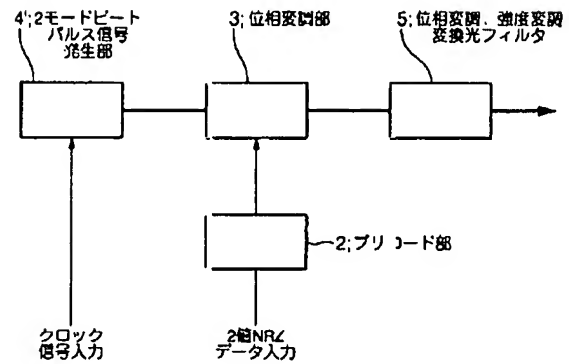 4';2モードビート
パルス信号
発生部
3;位相変調部
5;位相変調、強度変調
変換光フィルタ
2;プリコード部
クロック
信号入力
2値NRZ
データ入力